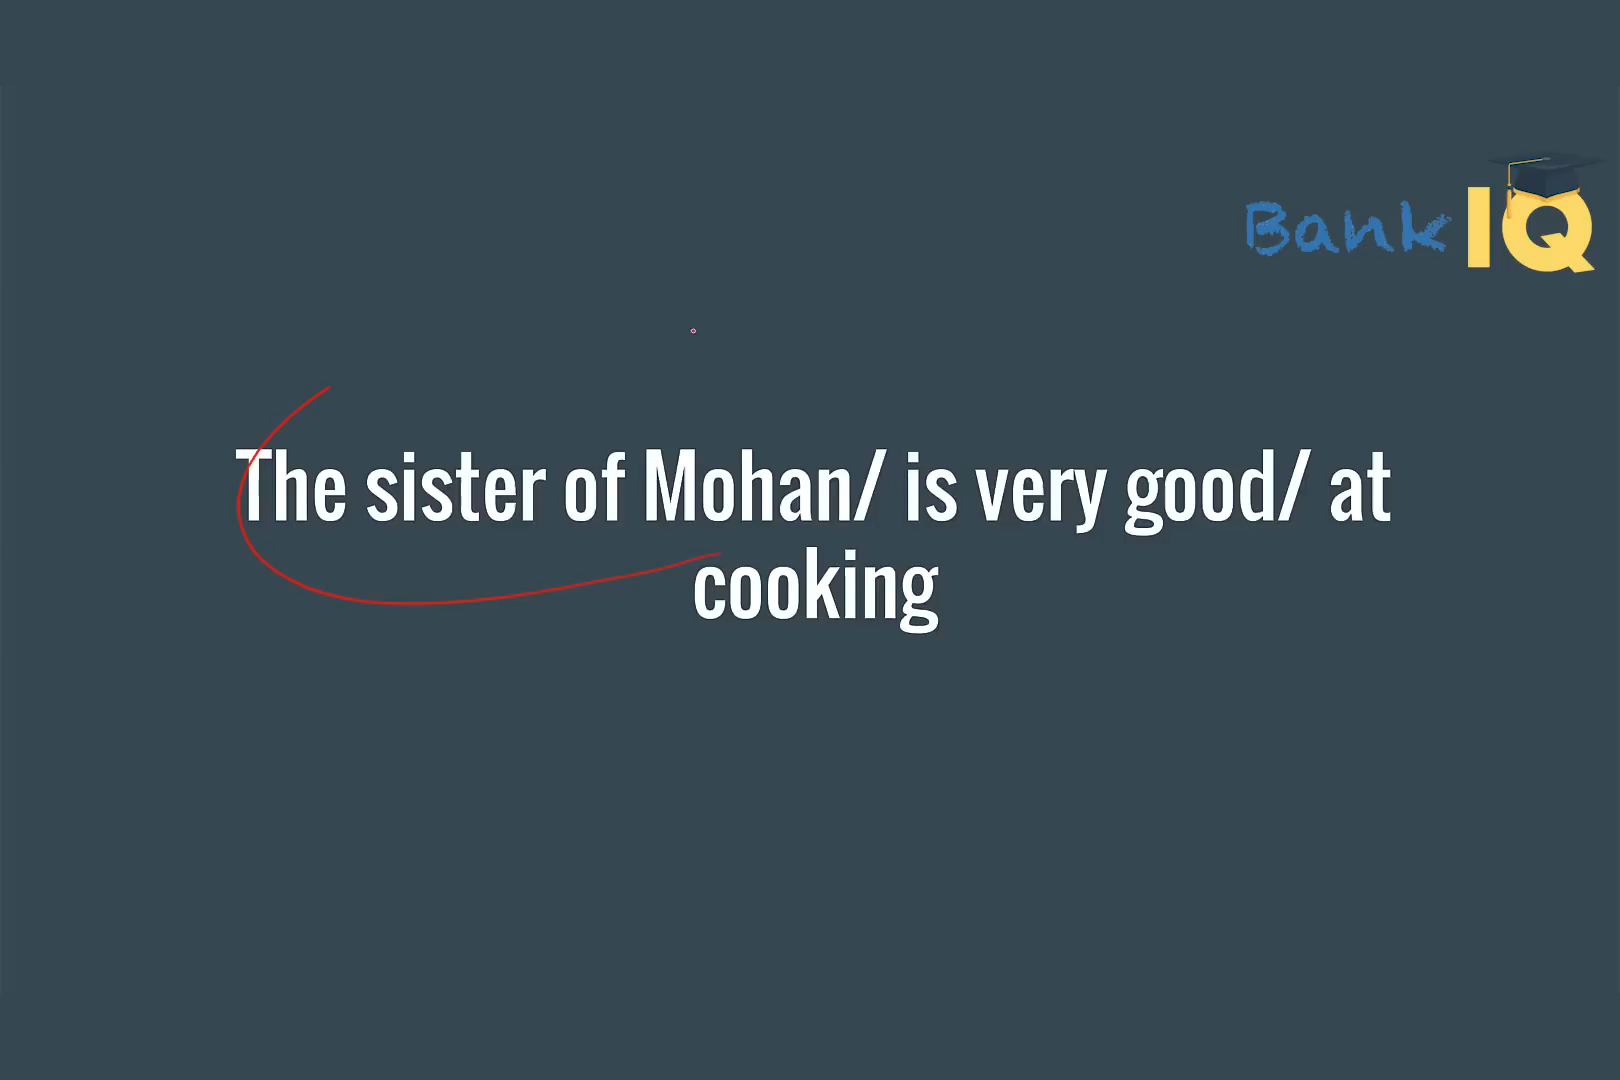 Bank IQ
The sister of Mohan/ is very good/ at
cooking